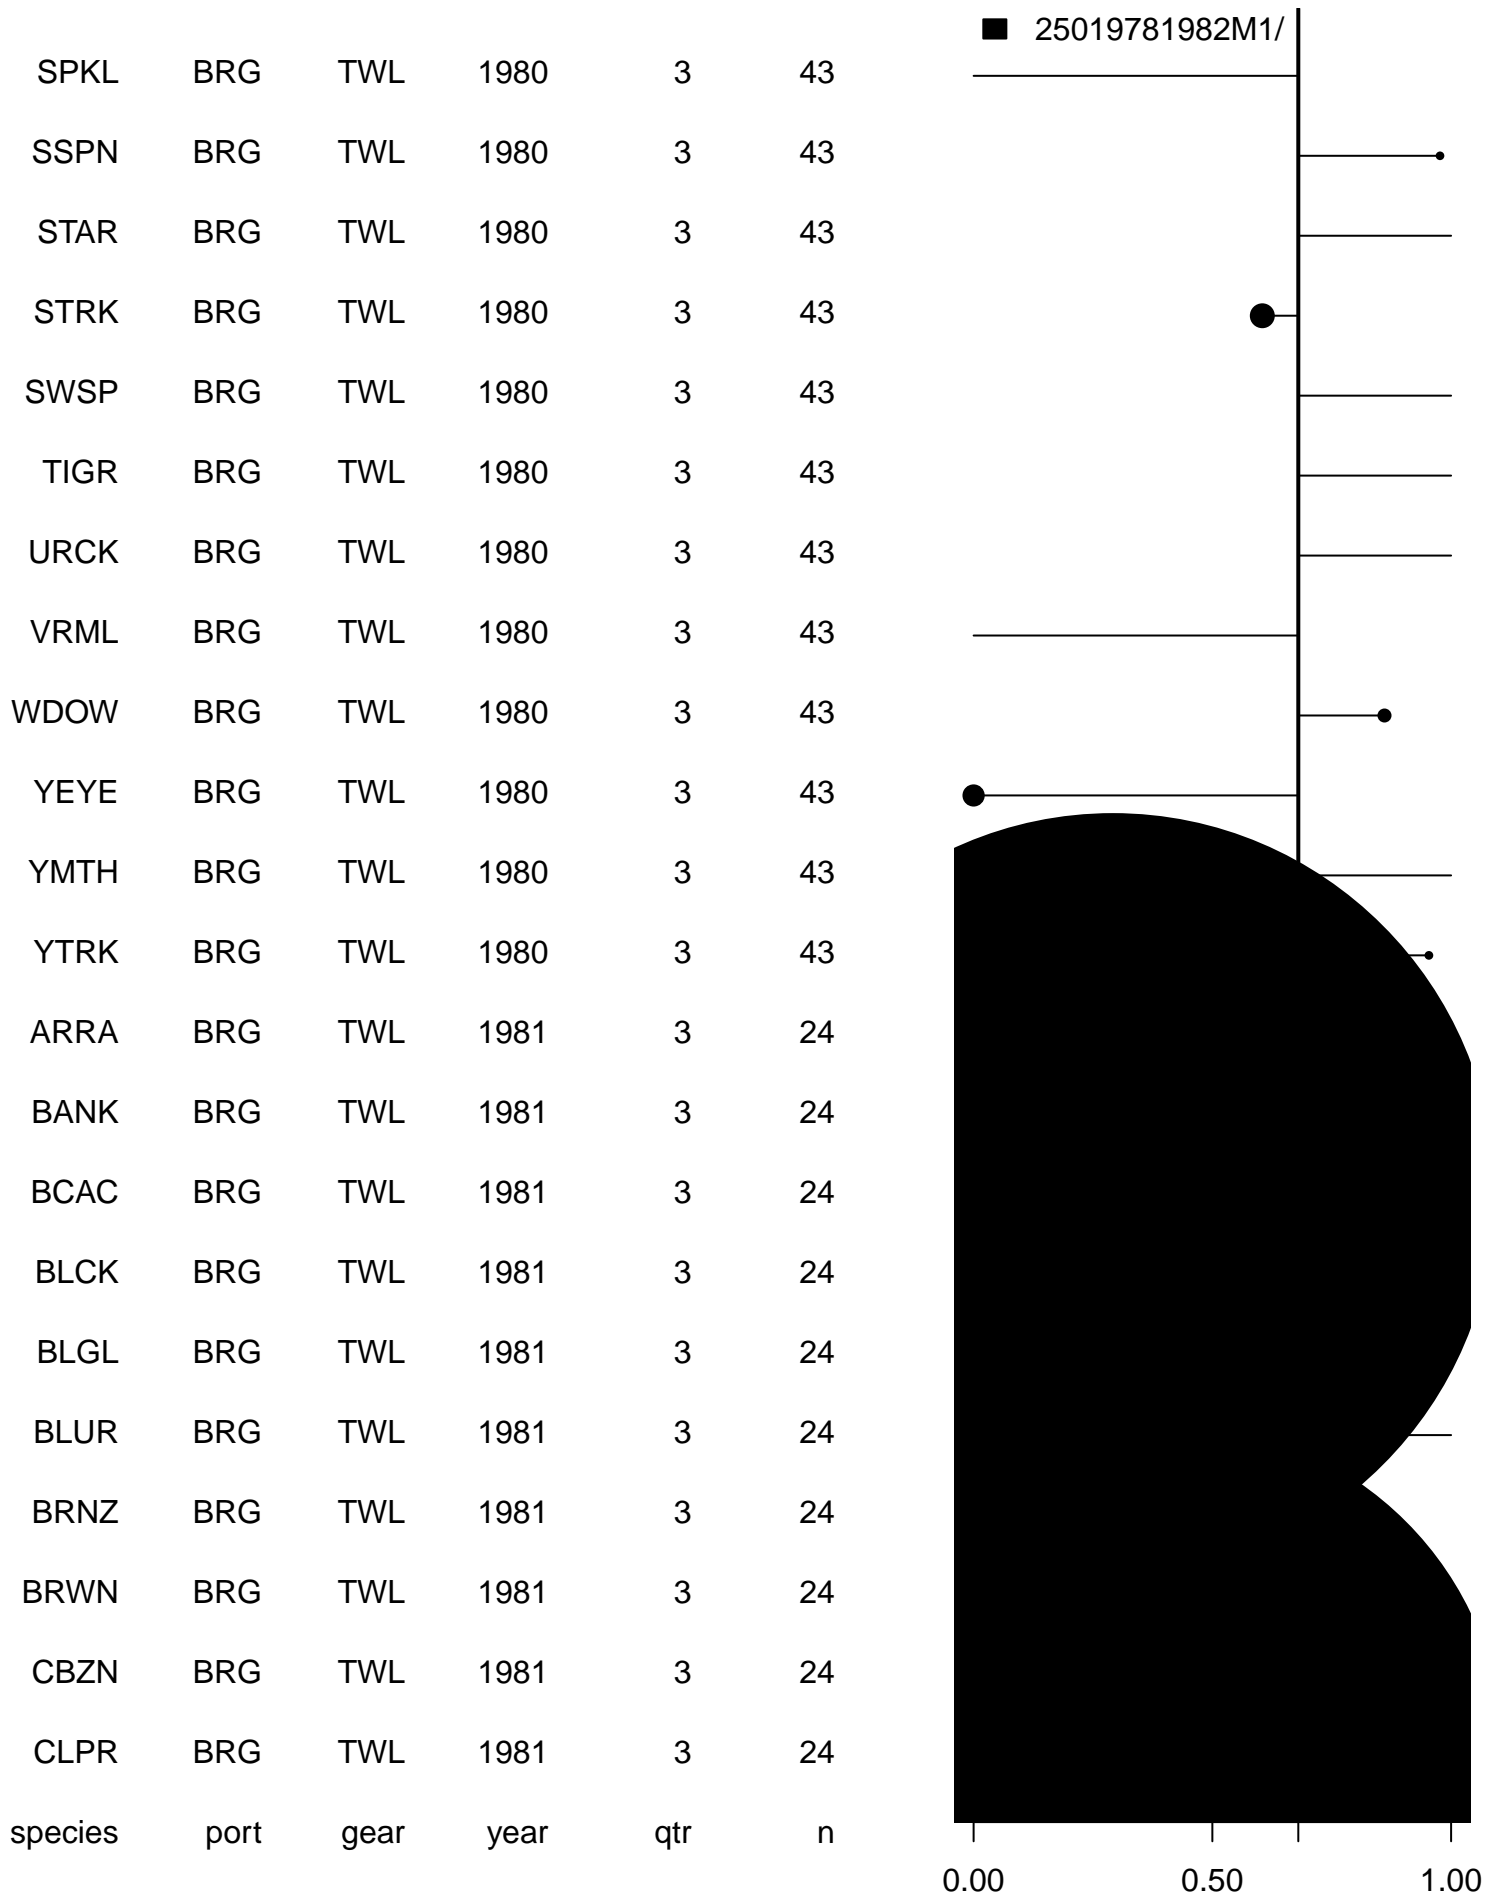 25019781982M1/
SPKL BRG TWL 1980 3 43
SSPN BRG TWL 1980 3 43
STAR BRG TWL 1980 3 43
STRK BRG TWL 1980 3 43
SWSP BRG TWL 1980 3 43
TIGR BRG TWL 1980 3 43
URCK BRG TWL 1980 3 43
VRML BRG TWL 1980 3 43
WDOW BRG TWL 1980 3 43
YEYE BRG TWL 1980 3 43
YMTH BRG TWL 1980 3 43
YTRK BRG TWL 1980 3 43
ARRA BRG TWL 1981 3 24
BANK BRG TWL 1981 3 24
BCAC BRG TWL 1981 3 24
BLCK BRG TWL 1981 3 24
BLGL BRG TWL 1981 3 24
BLUR BRG TWL 1981 3 24
BRNZ BRG TWL 1981 3 24
BRWN BRG TWL 1981 3 24
CBZN BRG TWL 1981 3 24
CLPR BRG TWL 1981 3 24
species port gear year qtr n
0.00 0.50 1.00